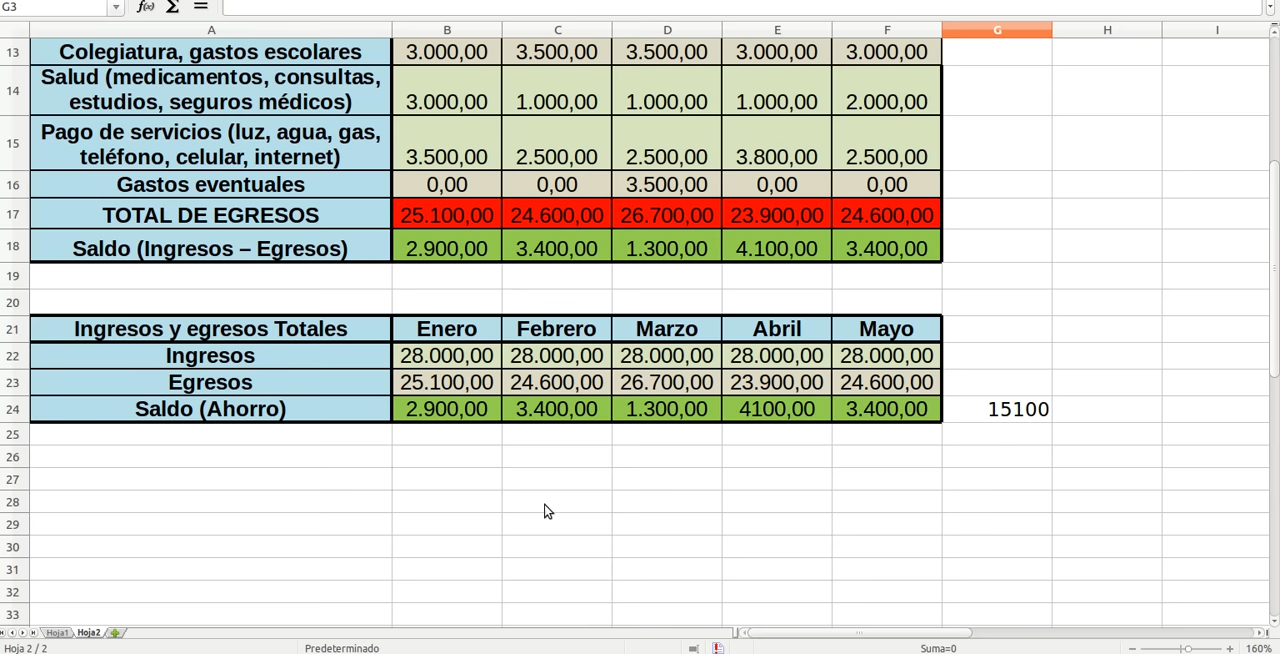 G3 f(x) Σ =
A B C D E F G H I
13 Colegiatura, gastos escolares 3.000,00 3.500,00 3.500,00 3.000,00 3.000,00
Salud (medicamentos, consultas,
14 estudios, seguros médicos) 3.000,00 1.000,00 1.000,00 1.000,00 2.000,00
Pago de servicios (luz, agua, gas,
15 teléfono, celular, internet) 3.500,00 2.500,00 2.500,00 3.800,00 2.500,00
16 Gastos eventuales 0,00 0,00 3.500,00 0,00 0,00
17 TOTAL DE EGRESOS 25.100,00 24.600,00 26.700,00 23.900,00 24.600,00
18 Saldo (Ingresos – Egresos) 2.900,00 3.400,00 1.300,00 4.100,00 3.400,00
19
20
21 Ingresos y egresos Totales Enero Febrero Marzo Abril Mayo
22 Ingresos 28.000,00 28.000,00 28.000,00 28.000,00 28.000,00
23 Egresos 25.100,00 24.600,00 26.700,00 23.900,00 24.600,00
24 Saldo (Ahorro) 2.900,00 3.400,00 1.300,00 4100,00 3.400,00 15100
25
26
27
28
29
30
31
32
33
Hoja1 Hoja2
Hoja 2 / 2 Predeterminado Suma=0 160%